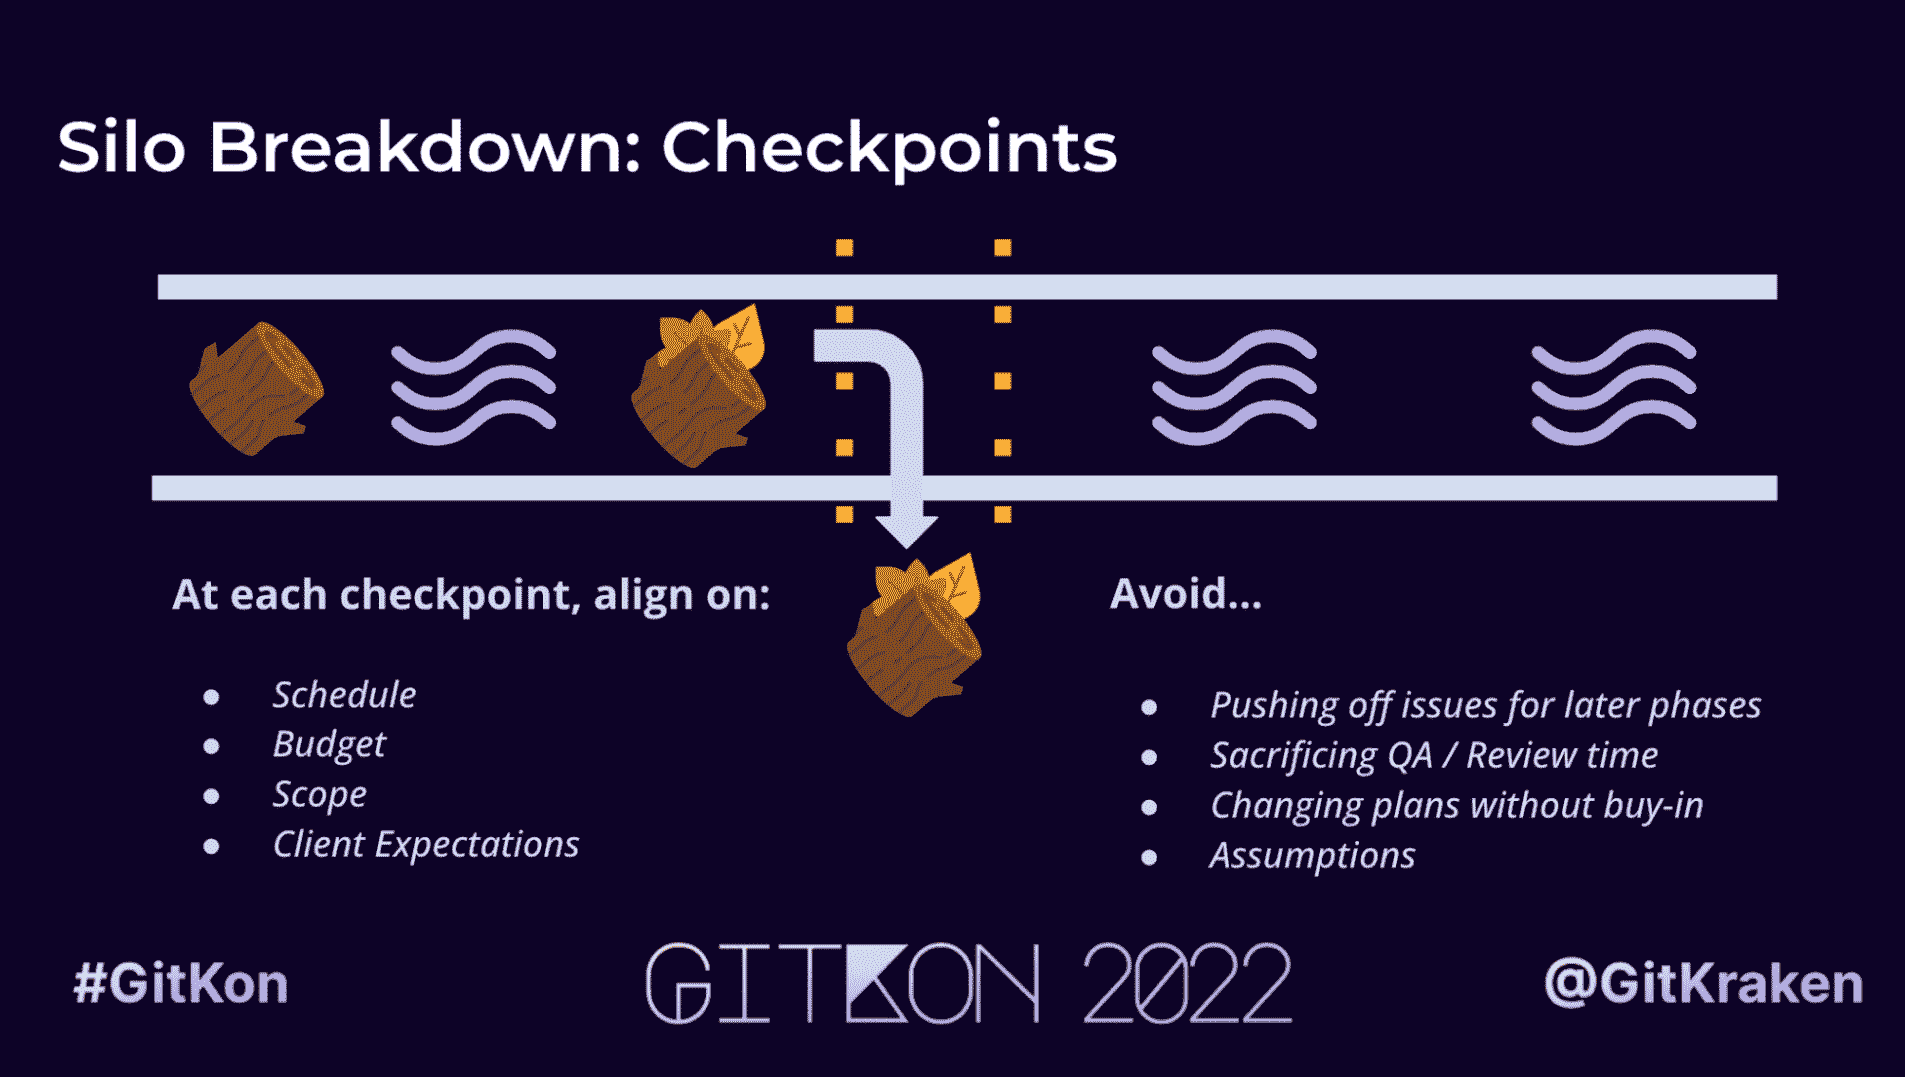 Silo Breakdown: Checkpoints
At each checkpoint, align on:
● Schedule
● Budget
● Scope
● Client Expectations
Avoid...
● Pushing off issues for later phases
● Sacrificing QA / Review time
● Changing plans without buy-in
● Assumptions
#GitKon
GITKON 2022
@GitKraken